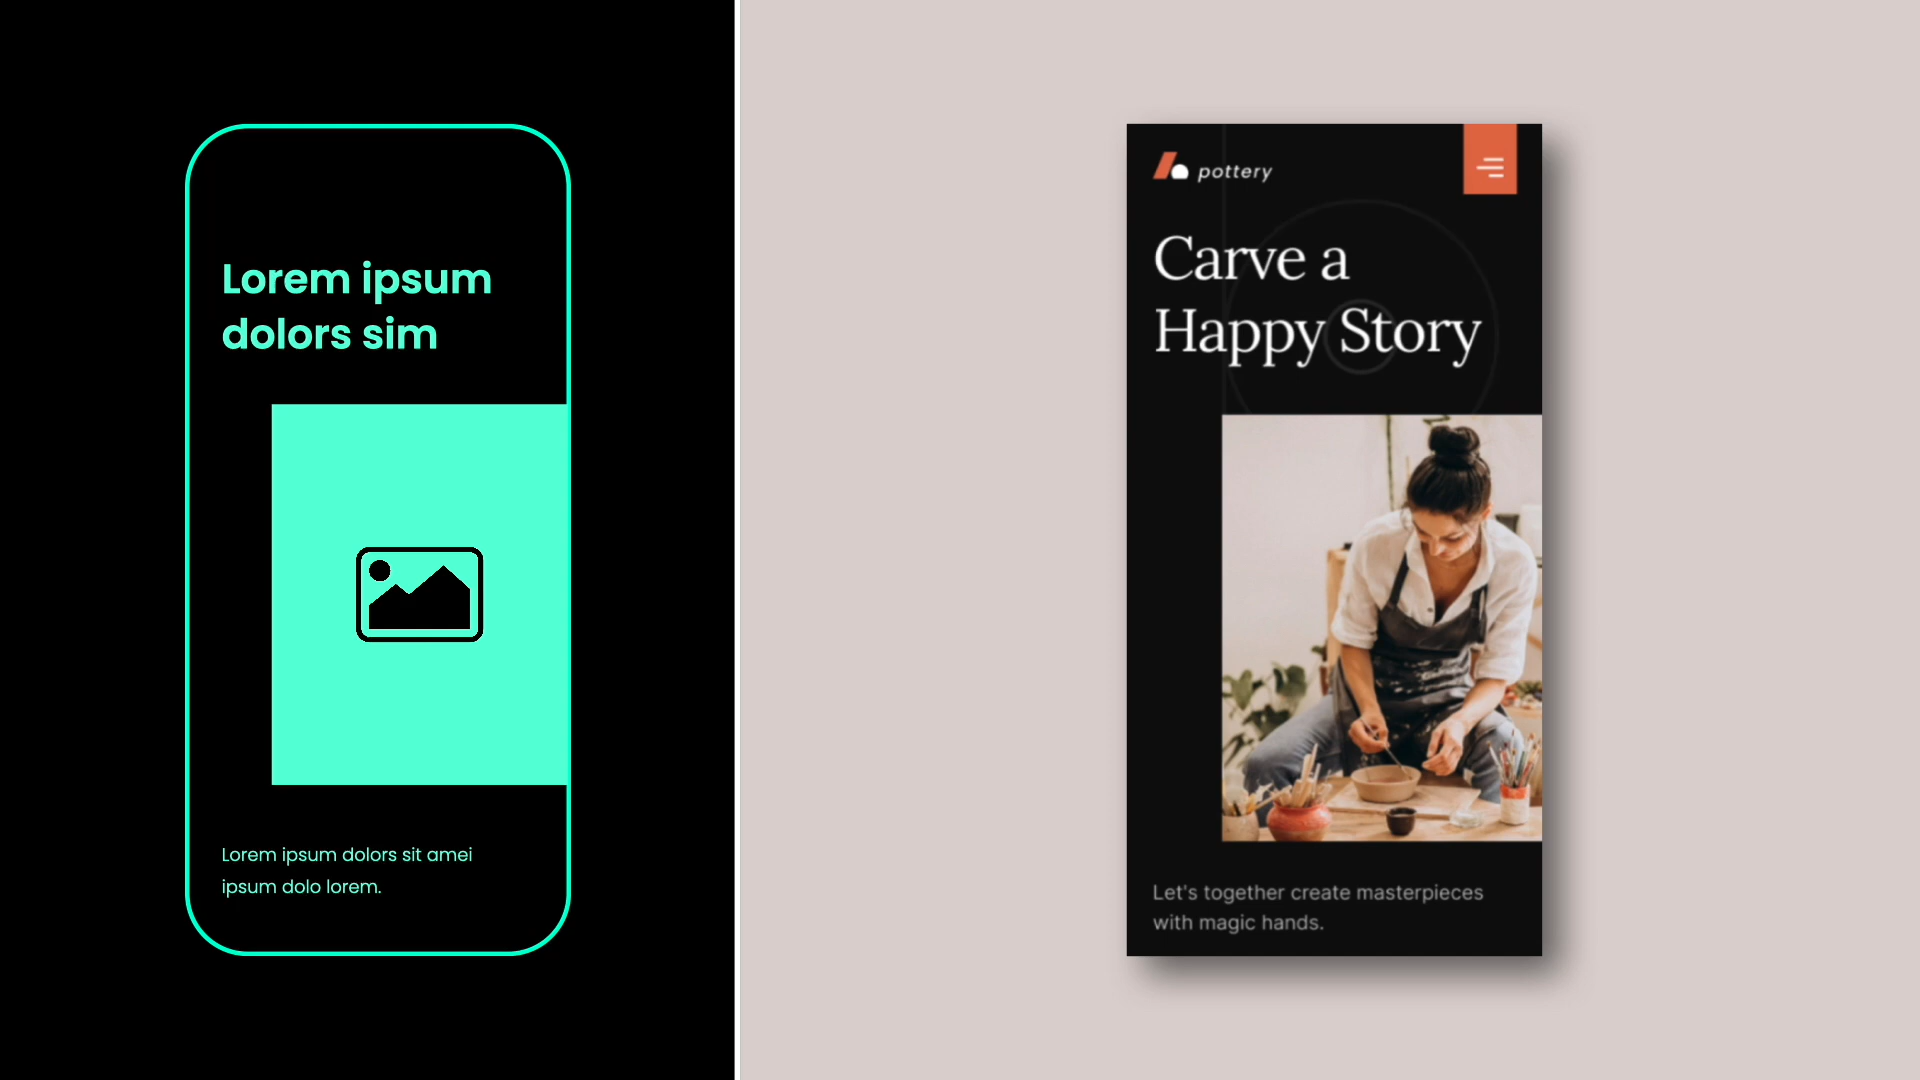 Lorem ipsum
dolors sim
Lorem ipsum dolors sit amei
ipsum dolo lorem.
pottery
Carve a
Happy Story
Let's together create masterpieces
with magic hands.